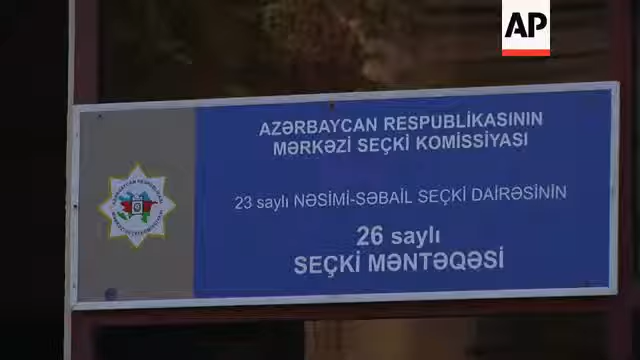 AP
AZƏRBAYCAN RESPUBLİKASININ
MƏRKƏZİ SEÇKİ KOMİSSİYASI
23 saylı NƏSİMİ-SƏBAİL SEÇKİ DAİRƏSİNİN
26 saylı
SEÇKİ MƏNTƏQƏSİ